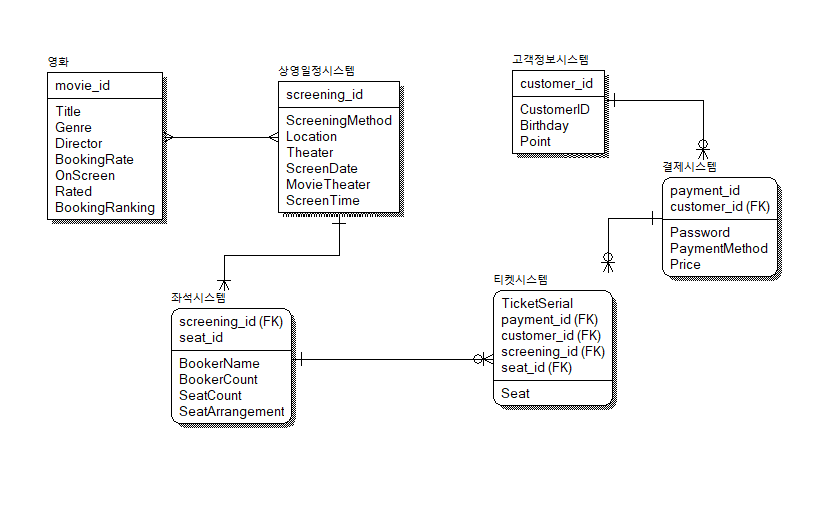 영화
movie_id
Title
Genre
Director
BookingRate
OnScreen
Rated
BookingRanking
상영일정시스템
screening_id
ScreeningMethod
Location
Theater
ScreenDate
MovieTheater
ScreenTime
고객정보시스템
customer_id
CustomerID
Birthday
Point
결제시스템
payment_id
customer_id (FK)
Password
PaymentMethod
Price
좌석시스템
screening_id (FK)
seat_id
BookerName
BookerCount
SeatCount
SeatArrangement
티켓시스템
TicketSerial
payment_id (FK)
customer_id (FK)
screening_id (FK)
seat_id (FK)
Seat